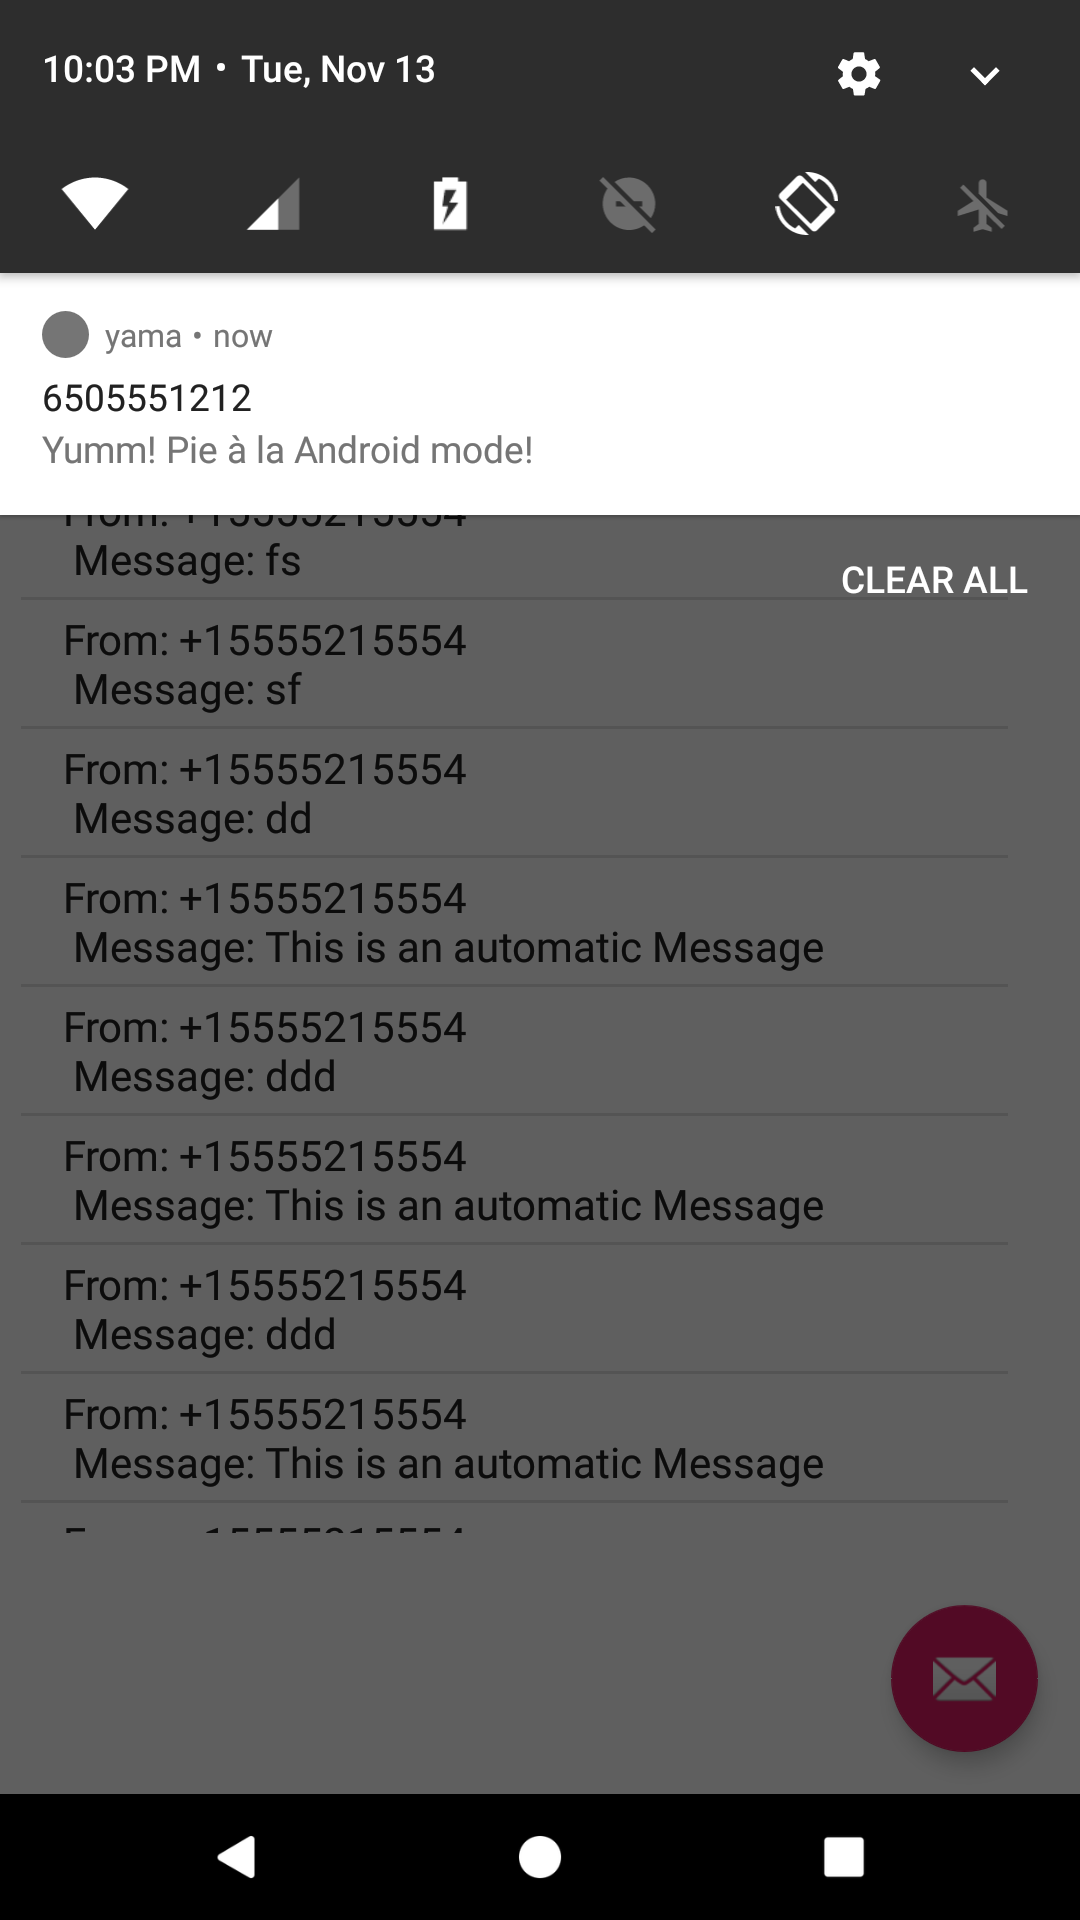 10:03 PM • Tue, Nov 13
yama • now
6505551212
Yumm! Pie à la Android mode!
From: +15555215554
Message: fs
CLEAR ALL
From: +15555215554
Message: sf
From: +15555215554
Message: dd
From: +15555215554
Message: This is an automatic Message
From: +15555215554
Message: ddd
From: +15555215554
Message: This is an automatic Message
From: +15555215554
Message: ddd
From: +15555215554
Message: This is an automatic Message